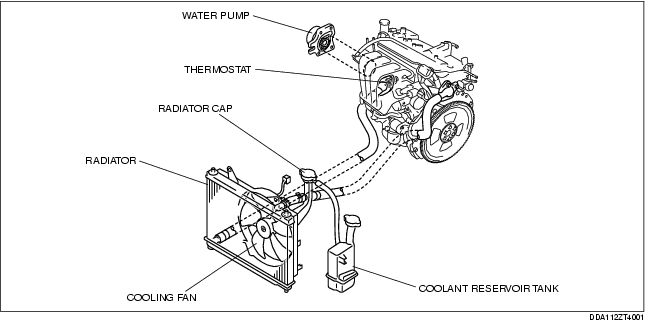 WATER PUMP
THERMOSTAT
RADIATOR CAP
RADIATOR
COOLANT RESERVOIR TANK
COOLING FAN
DDA112ZT4001